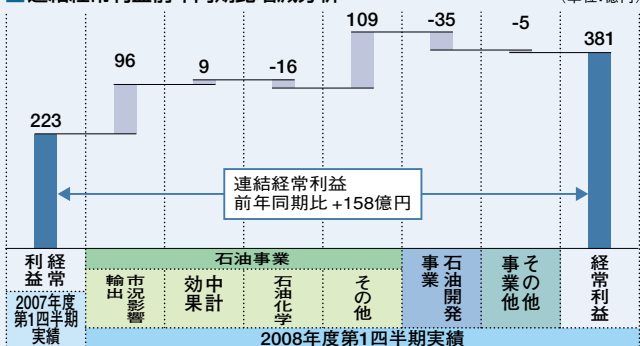 223
96
9
-16
109
-35
-5
381
連結経常利益
前年同期比 +158億円
経常利益
石油事業
市況影響輸出
中計効果
石油化学
その他
石油開発事業
その他事業他
経常利益
2007年度
第1四半期
実績
2008年度第1四半期実績